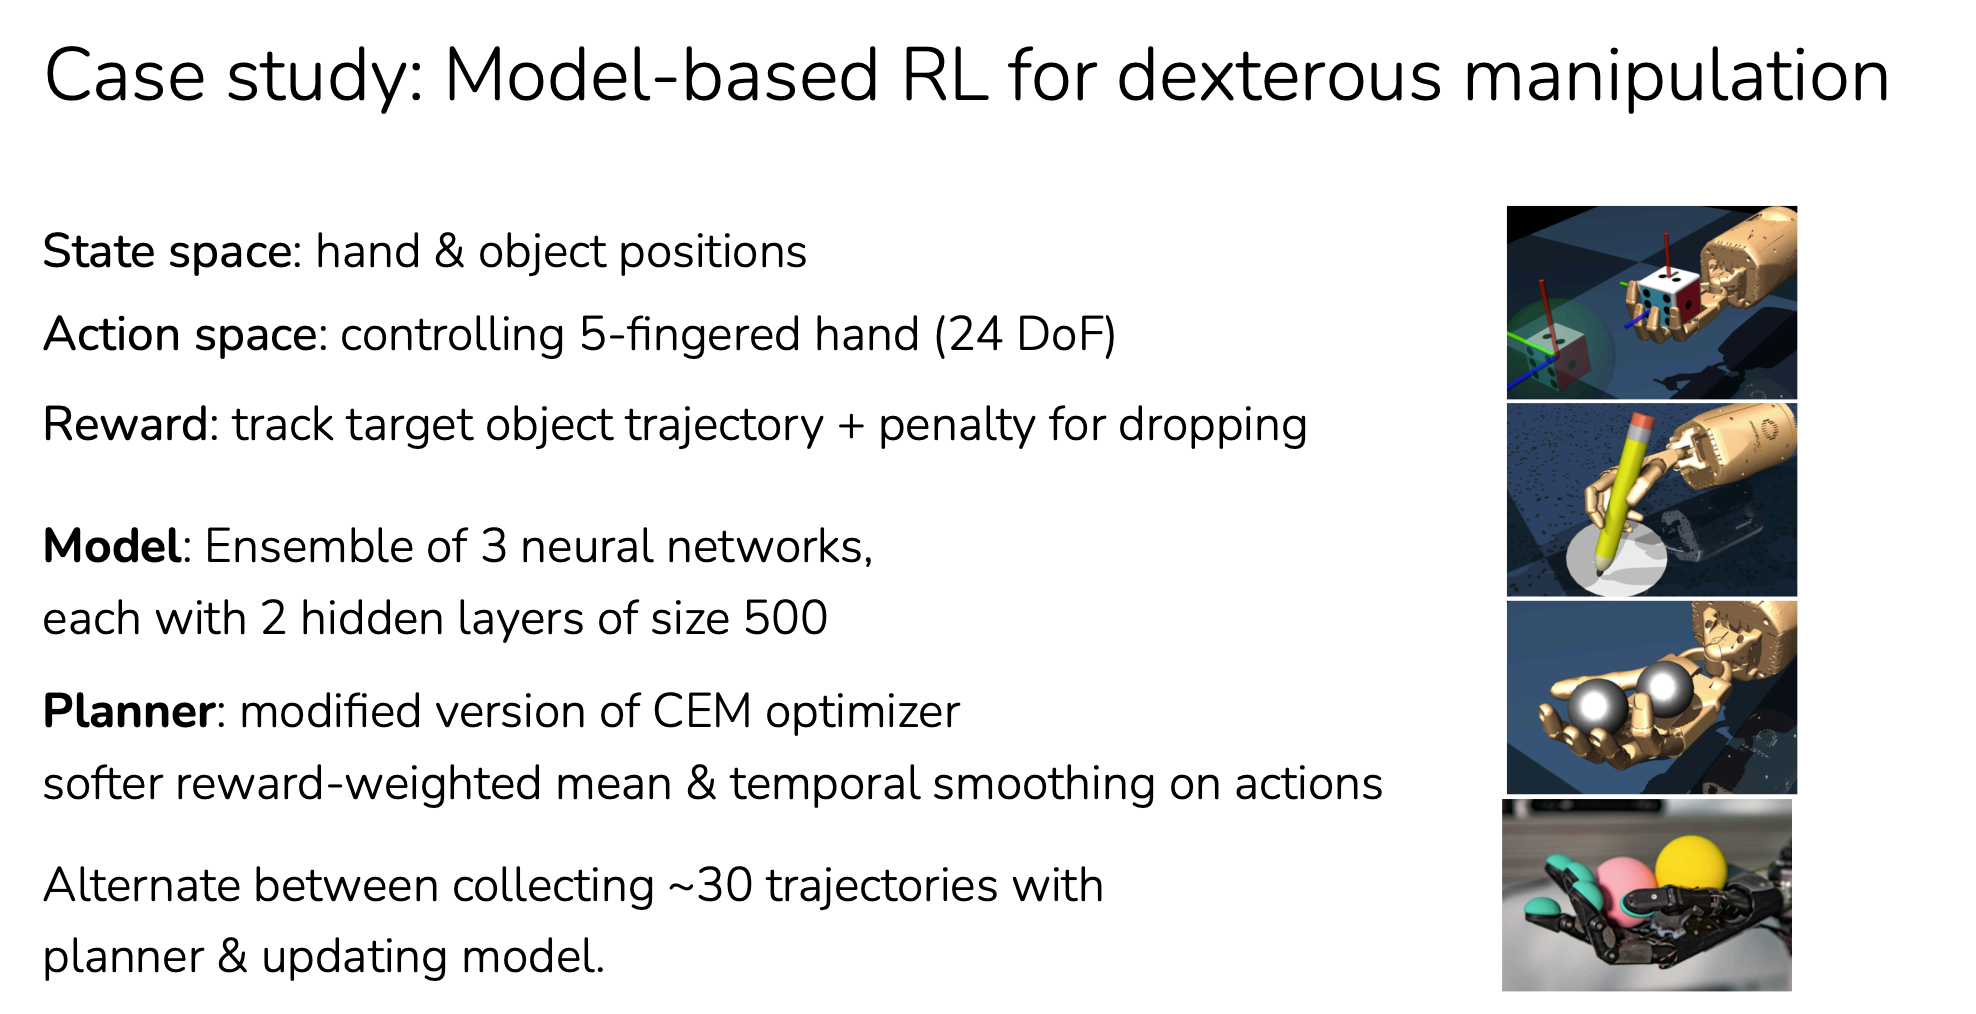 Case study: Model-based RL for dexterous manipulation
State space: hand & object positions
Action space: controlling 5-fingered hand (24 DoF)
Reward: track target object trajectory + penalty for dropping
Model: Ensemble of 3 neural networks,
each with 2 hidden layers of size 500
Planner: modified version of CEM optimizer
softer reward-weighted mean & temporal smoothing on actions
Alternate between collecting ~30 trajectories with
planner & updating model.